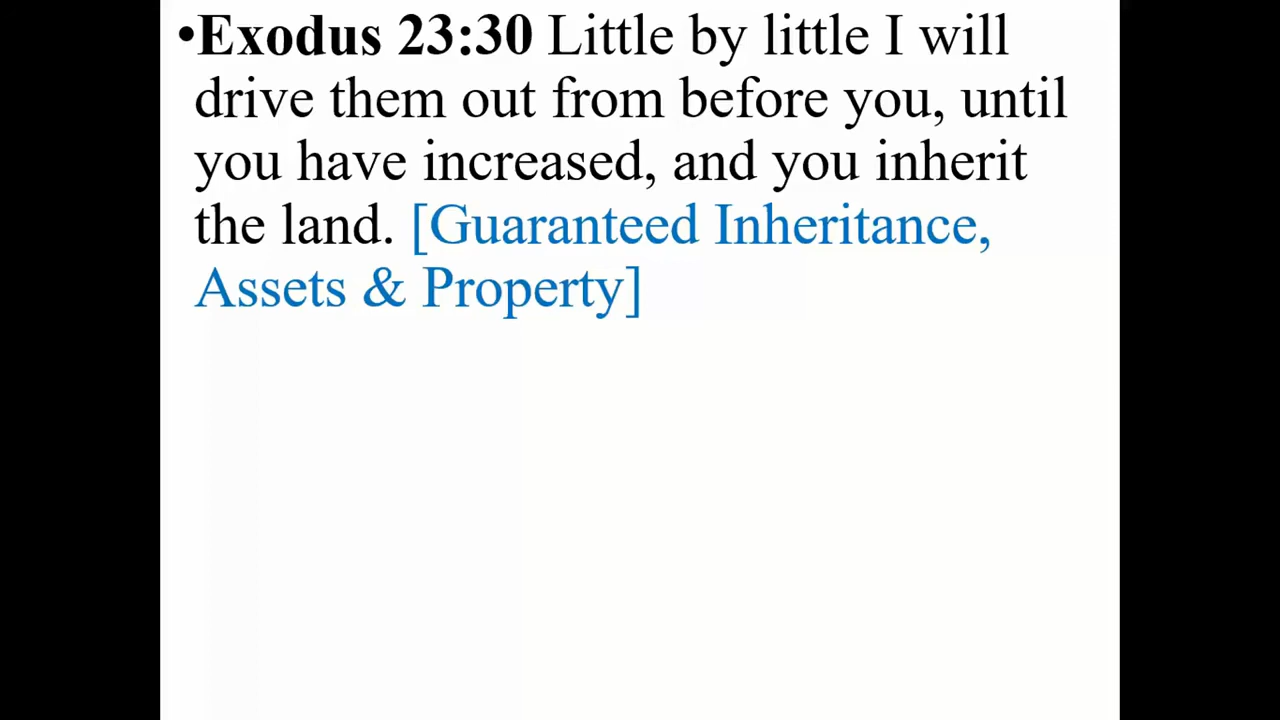 •Exodus 23:30 Little by little I will
drive them out from before you, until
you have increased, and you inherit
the land. [Guaranteed Inheritance,
Assets & Property]